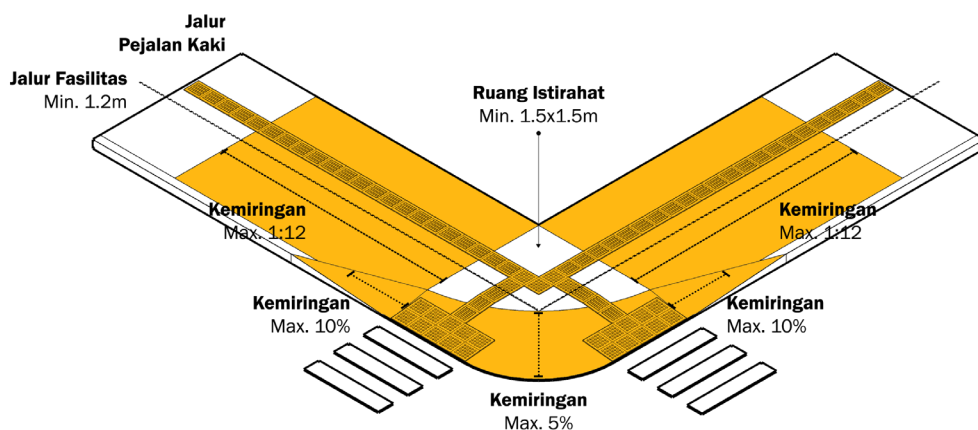 Jalur
Pejalan Kaki
Jalur Fasilitas
Min. 1.2m
Ruang Istirahat
Min. 1.5x1.5m
Kemiringan
Max. 1:12
Kemiringan
Max. 1:12
Kemiringan
Max. 10%
Kemiringan
Max. 10%
Kemiringan
Max. 5%